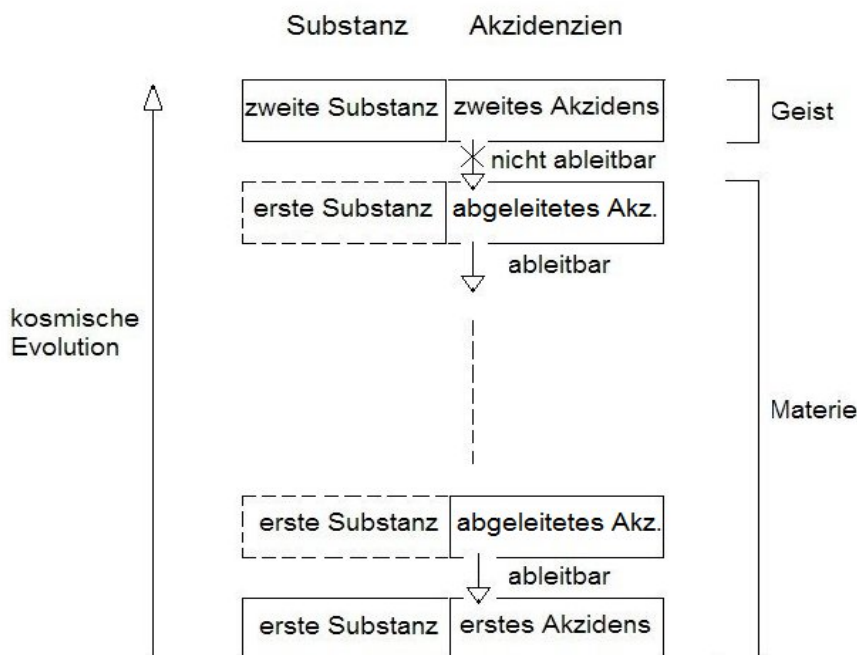 Substanz Akzidenzien
zweite Substanz zweites Akzidens
Geist
nicht ableitbar
erste Substanz abgeleitetes Akz.
ableitbar
kosmische
Evolution
Materie
erste Substanz abgeleitetes Akz.
ableitbar
erste Substanz erstes Akzidens